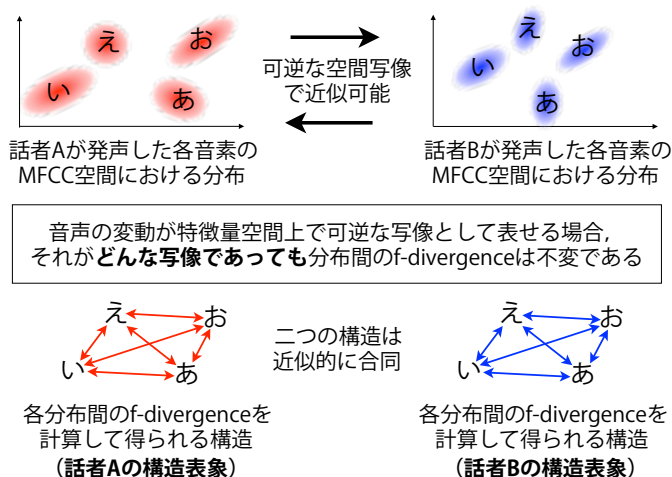 え
お
い
あ
可逆な空間写像
で近似可能
え
お
い
あ
話者Aが発声した各音素の
MFCC空間における分布
話者Bが発声した各音素の
MFCC空間における分布
音声の変動が特徴量空間上で可逆な写像として表せる場合,
それがどんな写像であっても分布間のf-divergenceは不変である
え
お
い
あ
二つの構造は
近似的に合同
え
お
い
あ
各分布間のf-divergenceを
計算して得られる構造
(話者Aの構造表象)
各分布間のf-divergenceを
計算して得られる構造
(話者Bの構造表象)